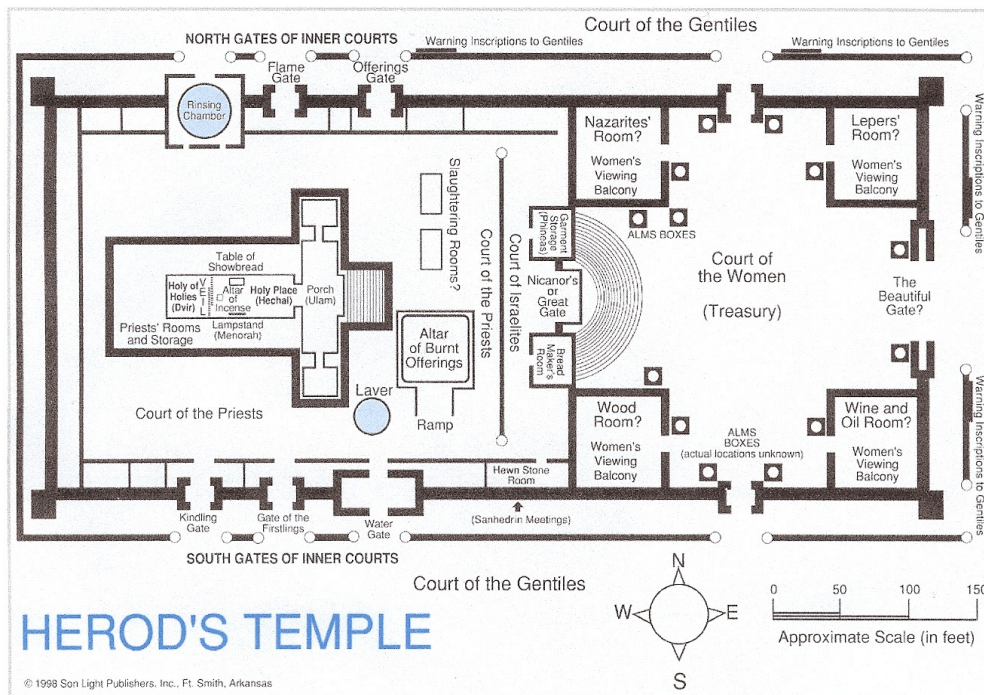 Court of the Gentiles
NORTH GATES OF INNER COURTS
Warning Inscriptions to Gentiles
Warning Inscriptions to Gentiles
Flame
Gate
Offerings
Gate
Rinsing
Chamber
Nazarites'
Room?
Women's
Viewing
Balcony
Lepers'
Room?
Women's
Viewing
Balcony
Warning Inscriptions to Gentiles
Slaughtering Rooms?
Court of the Priests
Court of Israelites
Garment
Storage
(Phineas)
ALMS BOXES
Court of
the Women
(Treasury)
Nicanor's
or
Great
Gate
The
Beautiful
Gate?
Table of
Showbread
Holy of
Holies
(Dvir)
VEIL
Altar
of
Incense
Holy Place
(Hechal)
Porch
(Ulam)
Lampstand
(Menorah)
Priests' Rooms
and Storage
Altar
of Burnt
Offerings
Bread
Maker's
Room
Laver
Ramp
Court of the Priests
Wood
Room?
Women's
Viewing
Balcony
ALMS
BOXES
(actual locations unknown)
Wine and
Oil Room?
Women's
Viewing
Balcony
Warning Inscriptions to Gentiles
Hewn Stone
Room
(Sanhedrin Meetings)
Kindling
Gate
Gate of the
Firstlings
Water
Gate
SOUTH GATES OF INNER COURTS
Court of the Gentiles
N
W
E
S
0 50 100 150
Approximate Scale (in feet)
HEROD'S TEMPLE
© 1998 Son Light Publishers, Inc., Ft. Smith, Arkansas